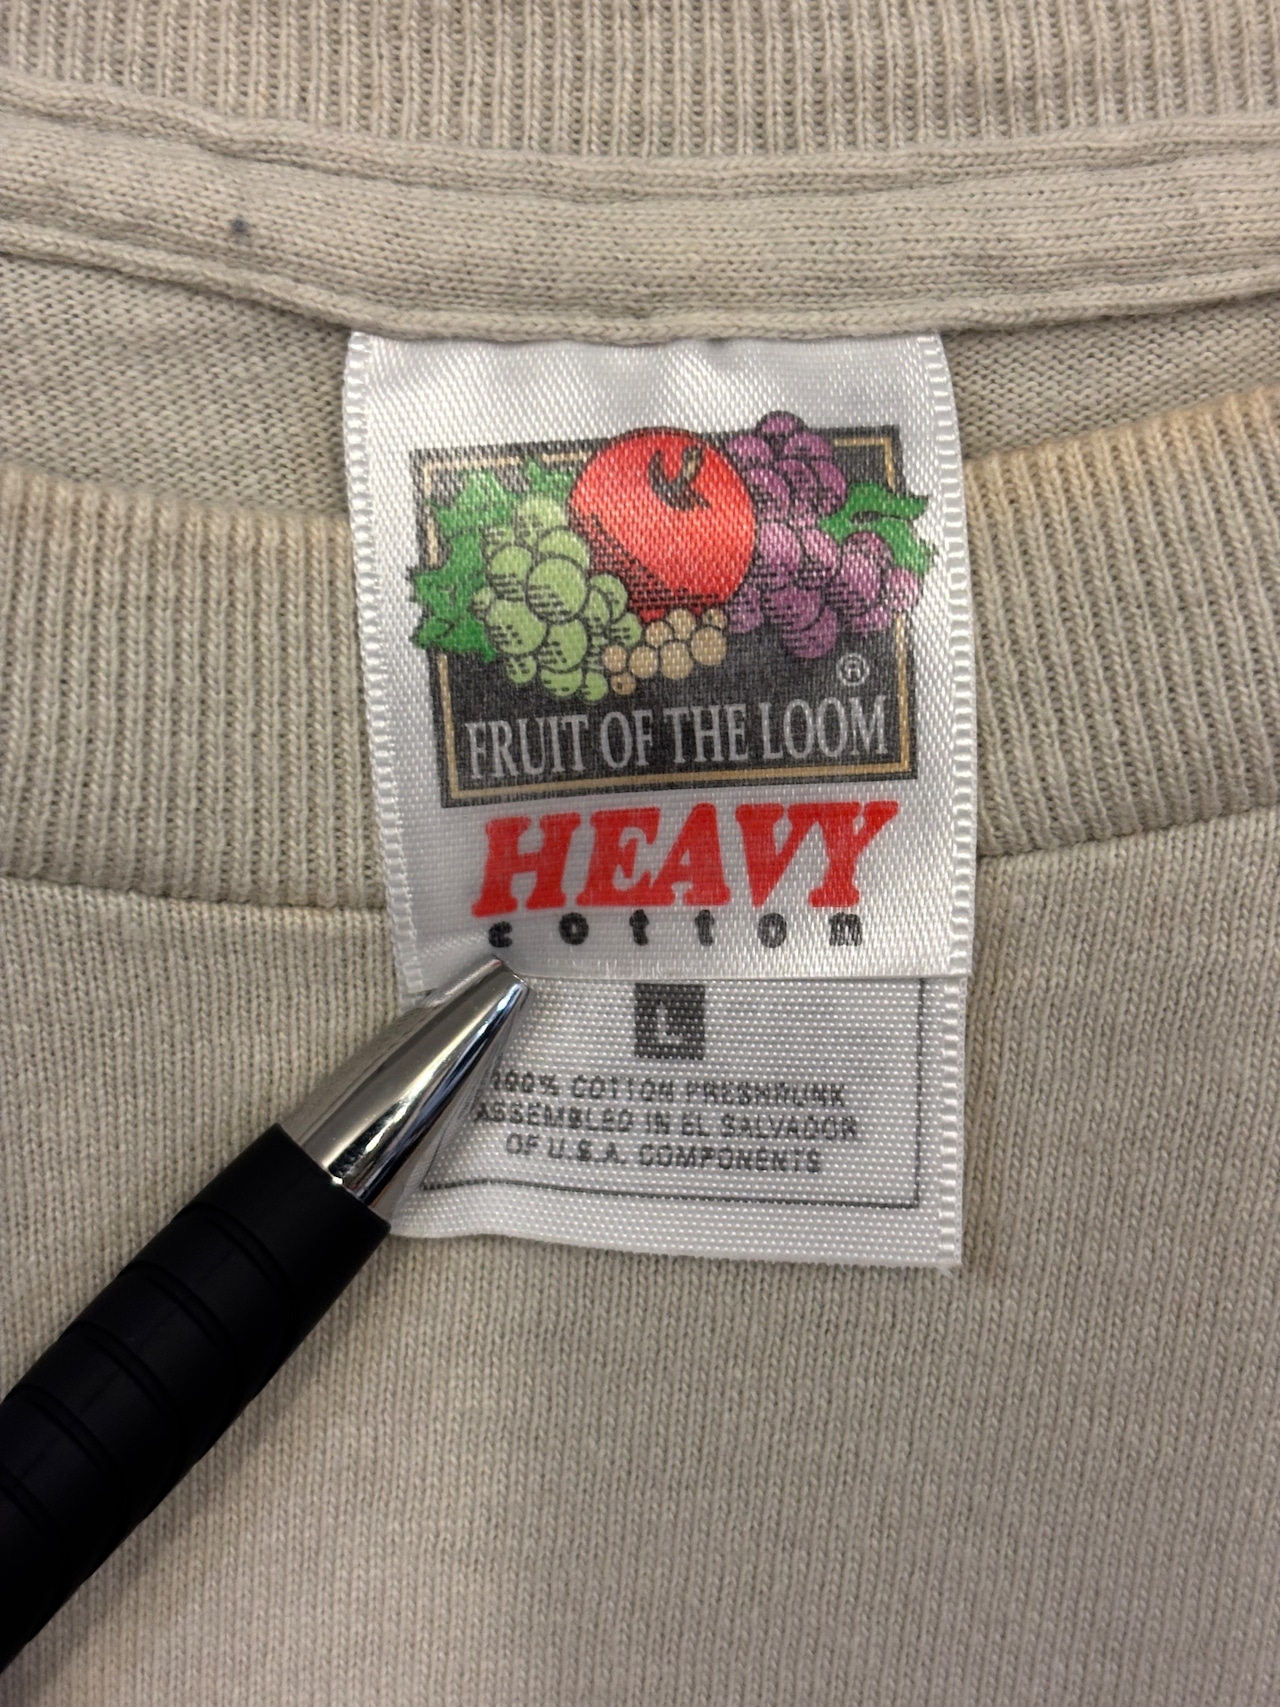 ®
FRUIT OF THE LOOM
HEAVY
cotton
L
100% COTTON PRESHRUNK
ASSEMBLED IN EL SALVADOR
OF U.S.A. COMPONENTS